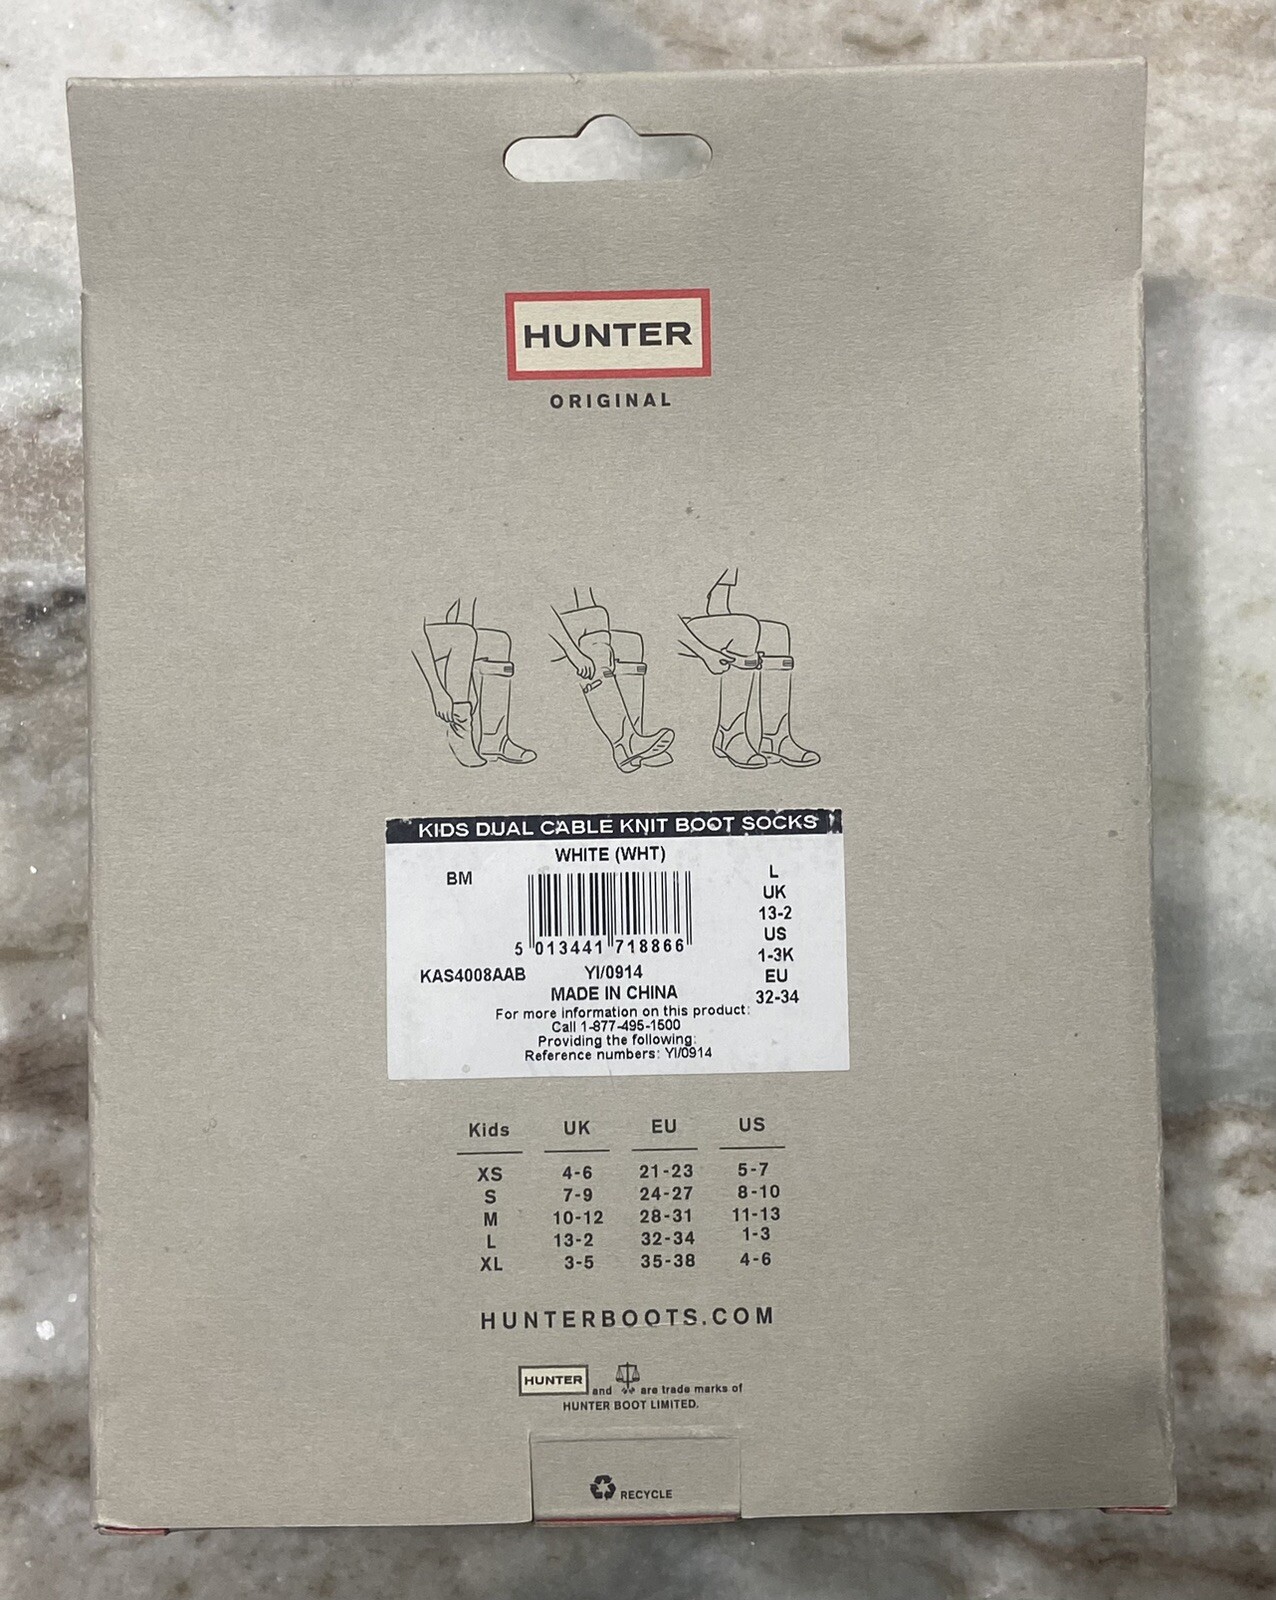 HUNTER
ORIGINAL
KIDS DUAL CABLE KNIT BOOT SOCKS
WHITE (WHT)
BM
5 013441 718866
L
UK
13-2
US
1-3K
EU
32-34
KAS4008AAB YI/0914
MADE IN CHINA
For more information on this product:
Call 1-877-495-1500
Providing the following:
Reference numbers: YI/0914
Kids UK EU US
XS 4-6 21-23 5-7
S 7-9 24-27 8-10
M 10-12 28-31 11-13
L 13-2 32-34 1-3
XL 3-5 35-38 4-6
HUNTERBOOTS.COM
HUNTER and are trade marks of
HUNTER BOOT LIMITED.
RECYCLE